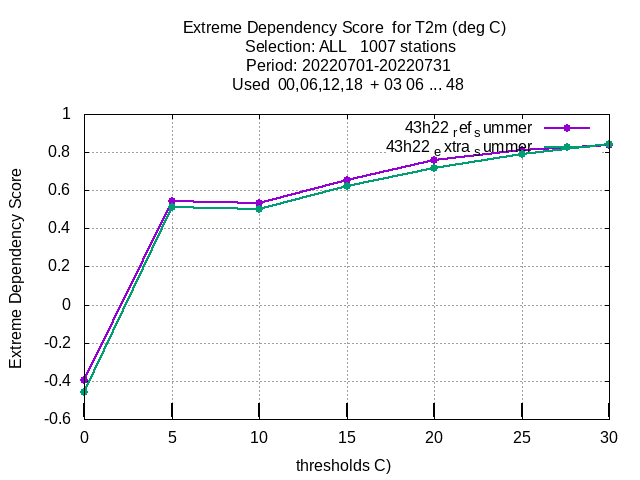 Extreme Dependency Score for T2m (deg C)
Selection: ALL 1007 stations
Period: 20220701-20220731
Used 00,06,12,18 + 03 06 ... 48
43h22 ref summer
43h22 extra summer
Extreme Dependency Score
1
0.8
0.6
0.4
0.2
0
-0.2
-0.4
-0.6
0 5 10 15 20 25 30
thresholds C)